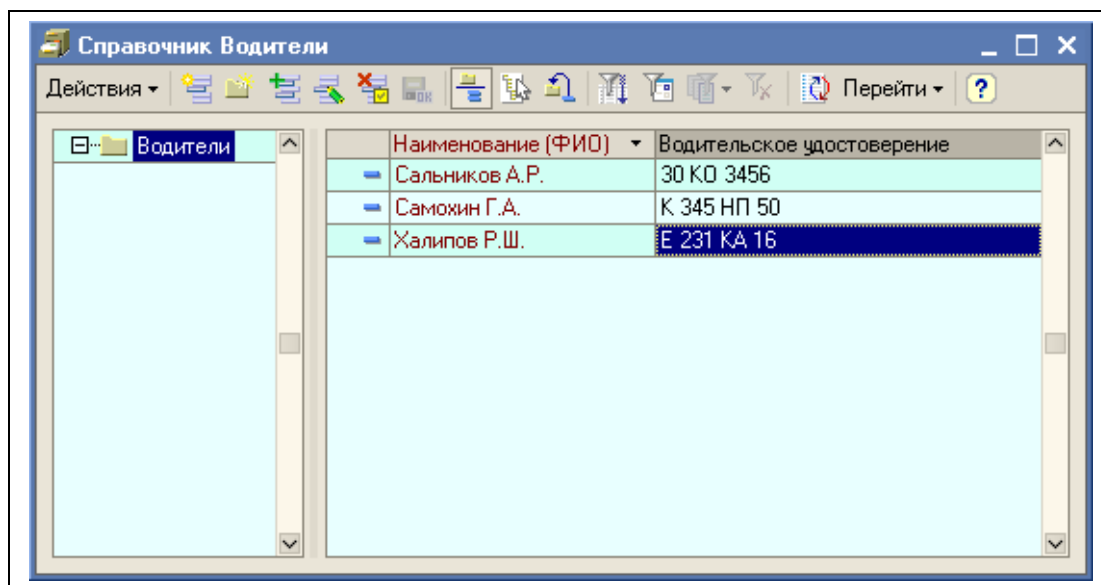 Справочник Водители
Действия Перейти ?
Водители
Наименование (ФИО) Водительское удостоверение
Сальников А.Р. 30 КО 3456
Самохин Г.А. К 345 НП 50
Халипов Р.Ш. Е 231 КА 16